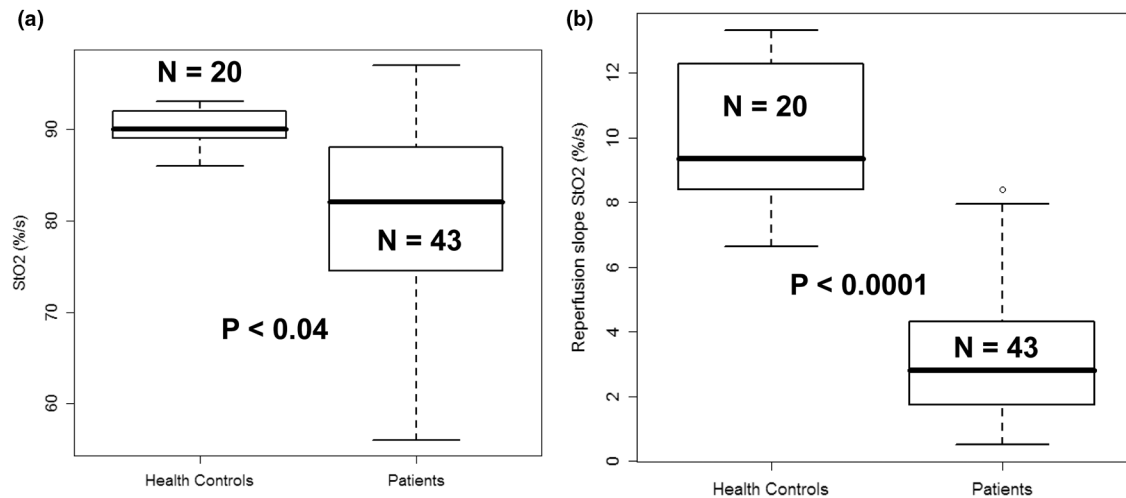 (a)
N = 20
N = 43
P < 0.04
StO2 (%/s)
90
80
70
60
Health Controls
Patients
(b)
N = 20
P < 0.0001
N = 43
Reperfusion slope StO2 (%/s)
12
10
8
6
4
2
0
Health Controls
Patients